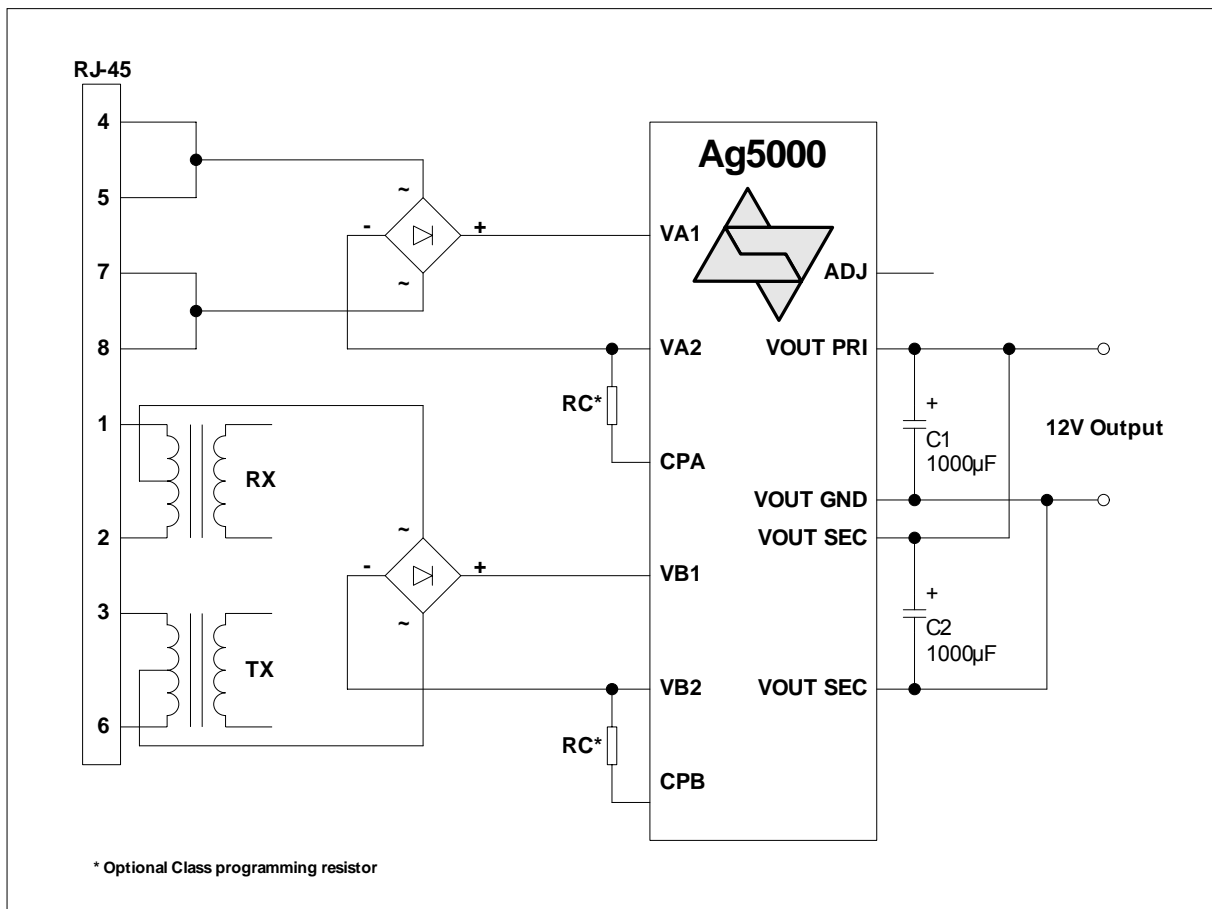 RJ-45
4
5
7
8
1
2
3
6
RX
TX
~
-
+
~
~
-
+
~
RC*
RC*
Ag5000
VA1
VA2
CPA
VB1
VB2
CPB
ADJ
VOUT PRI
VOUT GND
VOUT SEC
VOUT SEC
+
C1
1000µF
+
C2
1000µF
12V Output
* Optional Class programming resistor